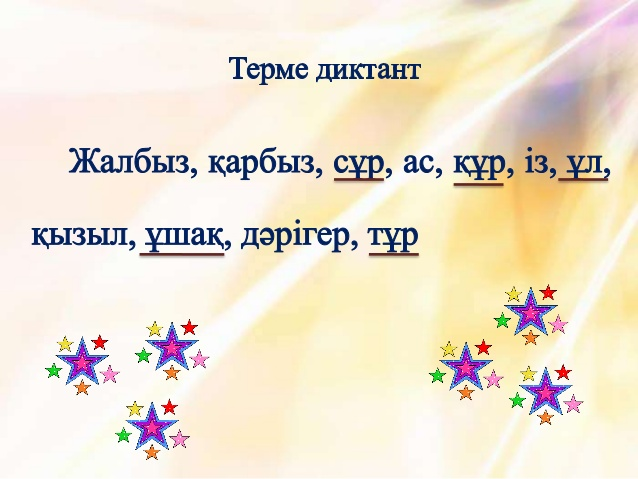 Терме диктант
Жалбыз, қарбыз, сұр, ас, құр, із, ұл,
қызыл, ұшақ, дәрігер, тұр